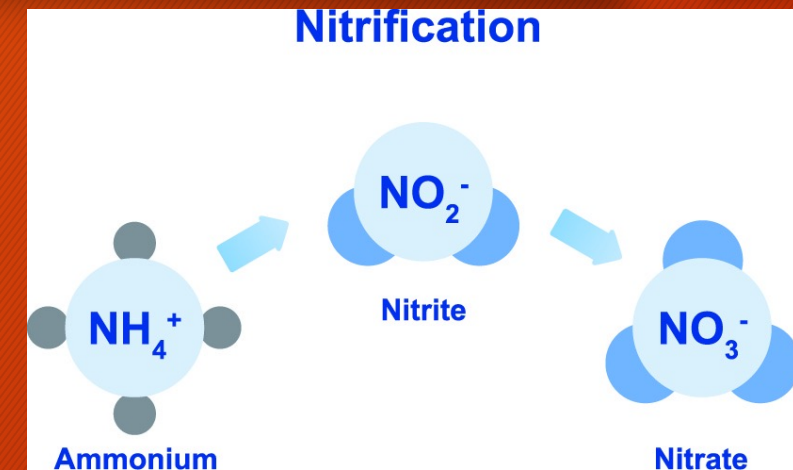 Nitrification
NO₂⁻
Nitrite
NH₄⁺
NO₃⁻
Ammonium
Nitrate